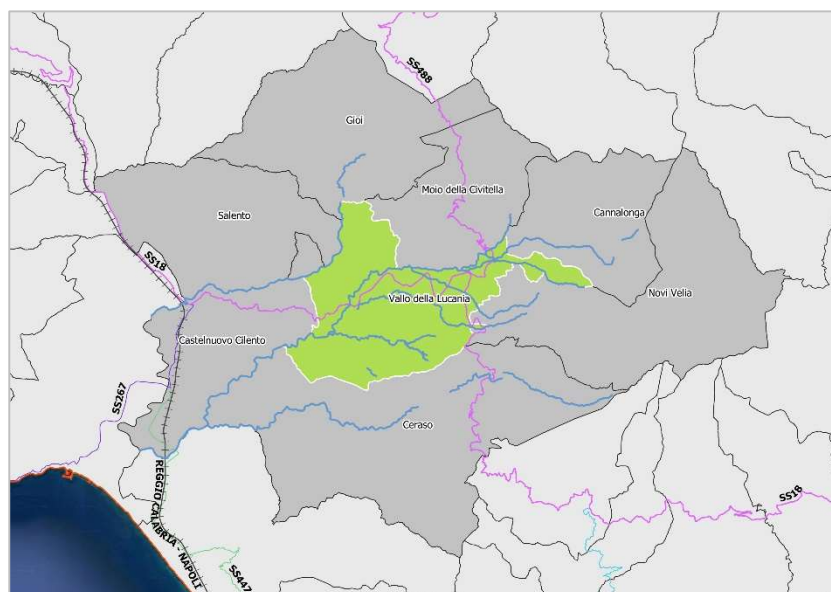 SS488
Gioi
Moio della Civitella
Salento
Cannalonga
SS18
Novi Velia
Vallo della Lucania
Castelnuovo Cilento
SS267
Ceraso
REGGIO CALABRIA - NAPOLI
SS18
SS447